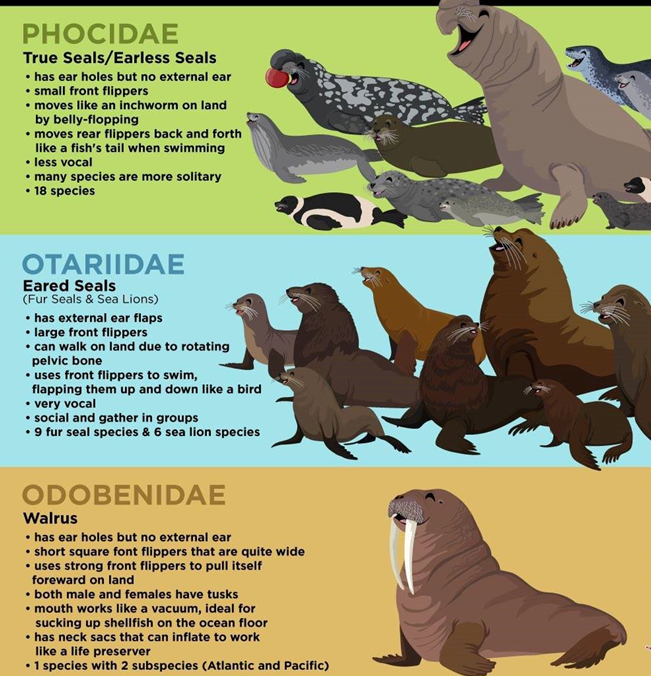 PHOCIDAE
True Seals/Earless Seals
• has ear holes but no external ear
• small front flippers
• moves like an inchworm on land
by belly-flopping
• moves rear flippers back and forth
like a fish's tail when swimming
• less vocal
• many species are more solitary
• 18 species
OTARIIDAE
Eared Seals
(Fur Seals & Sea Lions)
• has external ear flaps
• large front flippers
• can walk on land due to rotating
pelvic bone
• uses front flippers to swim,
flapping them up and down like a bird
• very vocal
• social and gather in groups
• 9 fur seal species & 6 sea lion species
ODOBENIDAE
Walrus
• has ear holes but no external ear
• short square font flippers that are quite wide
• uses strong front flippers to pull itself
foreward on land
• both male and females have tusks
• mouth works like a vacuum, ideal for
sucking up shellfish on the ocean floor
• has neck sacs that can inflate to work
like a life preserver
• 1 species with 2 subspecies (Atlantic and Pacific)